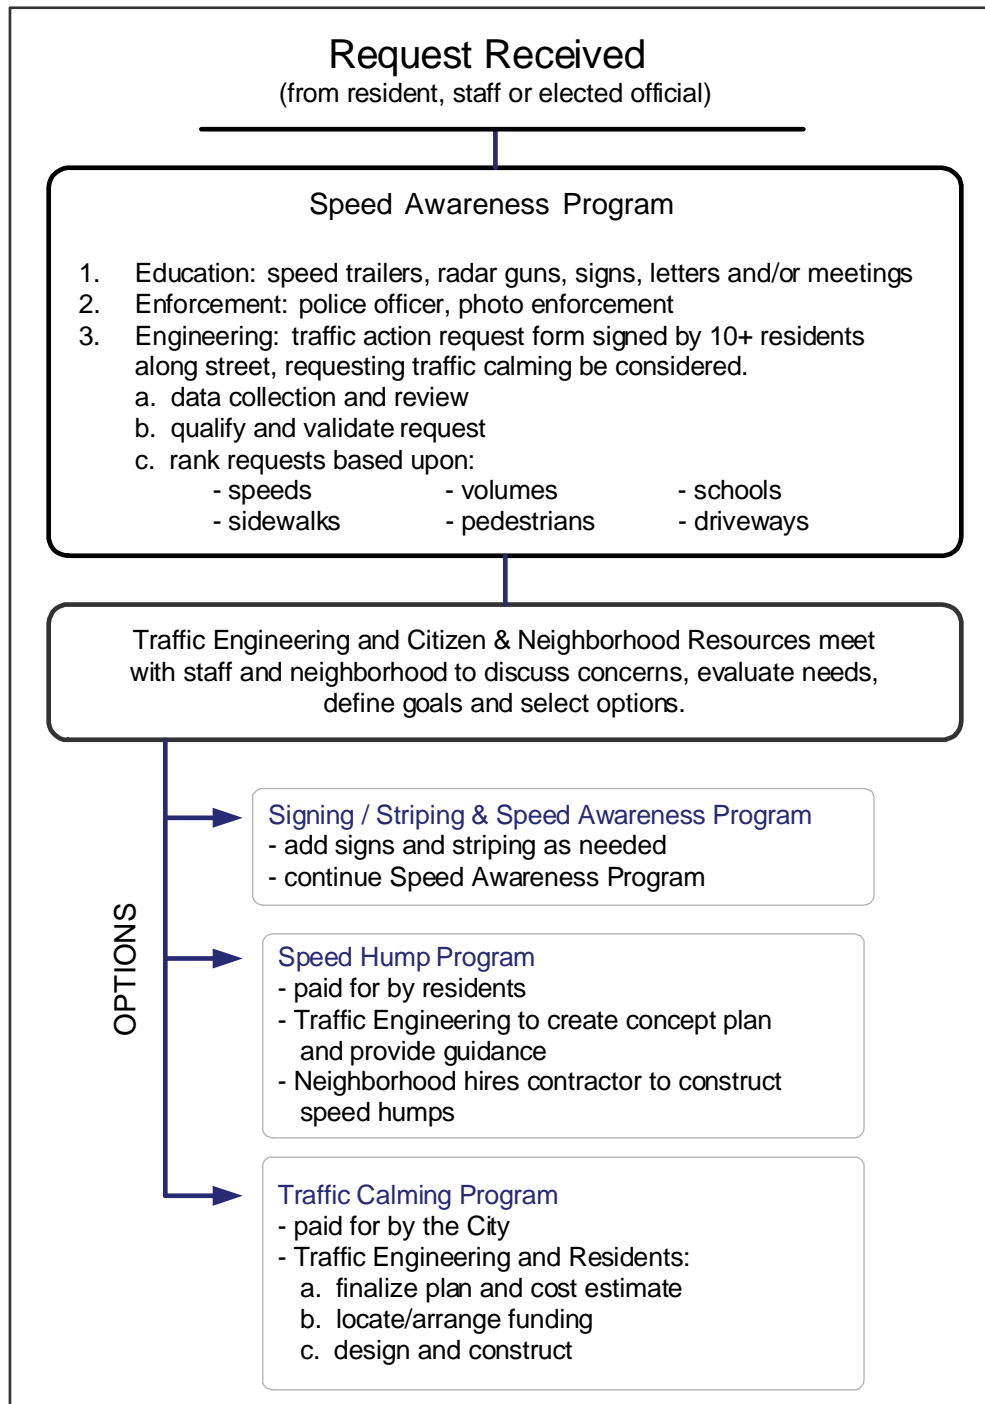 Request Received
(from resident, staff or elected official)
Speed Awareness Program
1. Education: speed trailers, radar guns, signs, letters and/or meetings
2. Enforcement: police officer, photo enforcement
3. Engineering: traffic action request form signed by 10+ residents
along street, requesting traffic calming be considered.
a. data collection and review
b. qualify and validate request
c. rank requests based upon:
- speeds - volumes - schools
- sidewalks - pedestrians - driveways
Traffic Engineering and Citizen & Neighborhood Resources meet
with staff and neighborhood to discuss concerns, evaluate needs,
define goals and select options.
OPTIONS
Signing / Striping & Speed Awareness Program
- add signs and striping as needed
- continue Speed Awareness Program
Speed Hump Program
- paid for by residents
- Traffic Engineering to create concept plan
and provide guidance
- Neighborhood hires contractor to construct
speed humps
Traffic Calming Program
- paid for by the City
- Traffic Engineering and Residents:
a. finalize plan and cost estimate
b. locate/arrange funding
c. design and construct